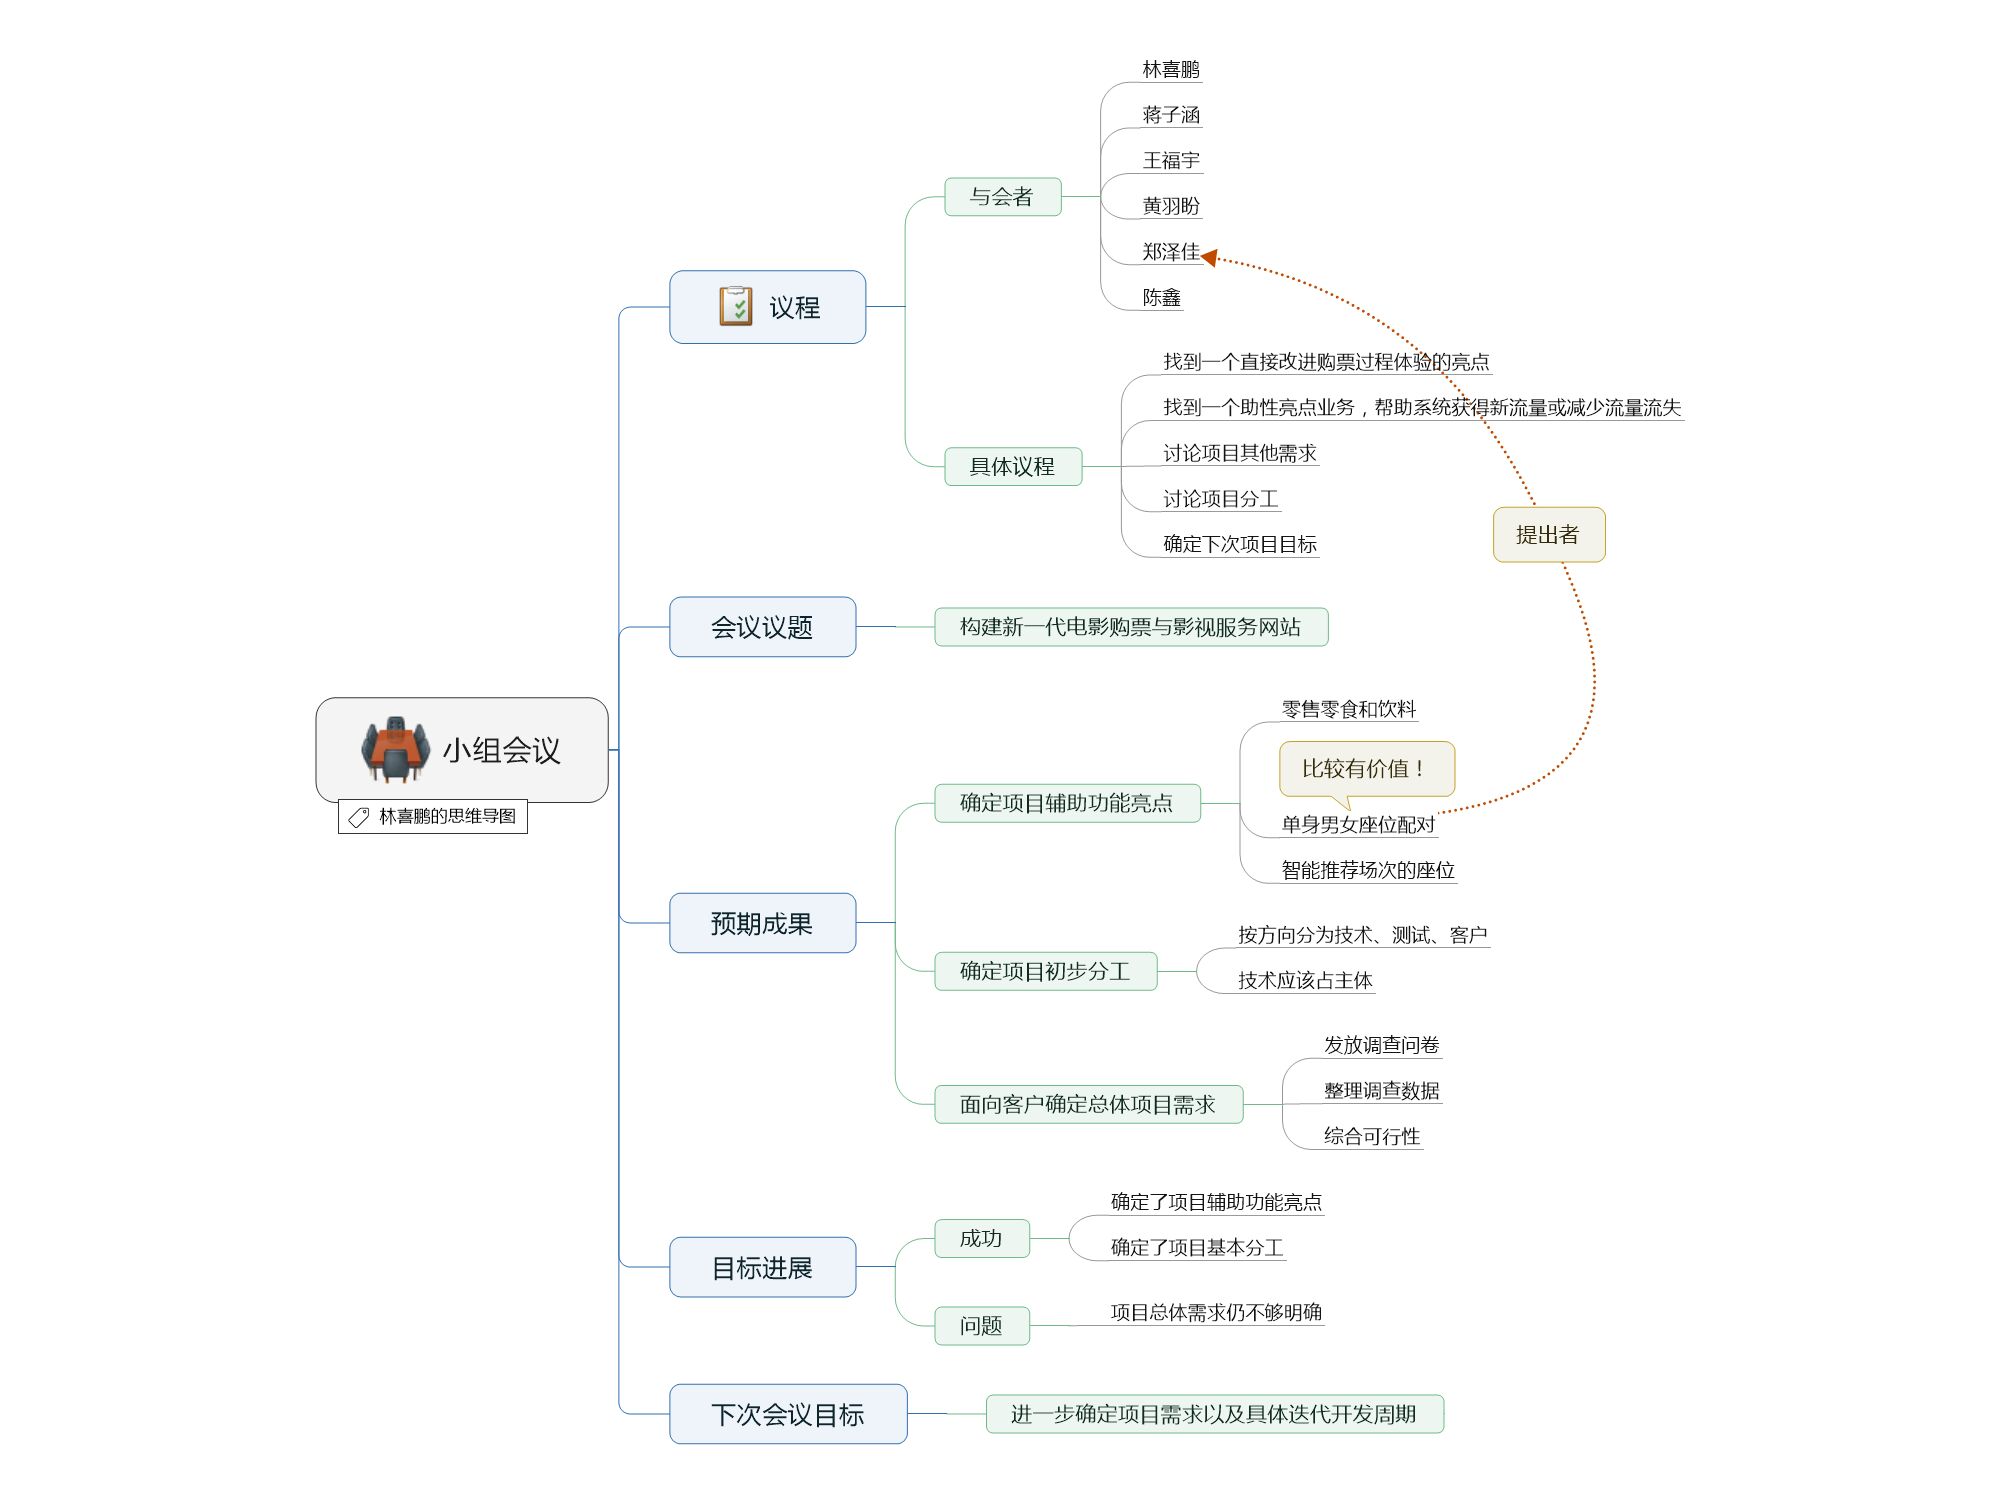 小组会议
林喜鹏的思维导图
议程
与会者
林喜鹏
蒋子涵
王福宇
黄羽盼
郑泽佳
陈鑫
具体议程
找到一个直接改进购票过程体验的亮点
找到一个助性亮点业务，帮助系统获得新流量或减少流量流失
讨论项目其他需求
讨论项目分工
确定下次项目目标
提出者
会议议题
构建新一代电影购票与影视服务网站
预期成果
确定项目辅助功能亮点
零售零食和饮料
比较有价值！
单身男女座位配对
智能推荐场次的座位
确定项目初步分工
按方向分为技术、测试、客户
技术应该占主体
面向客户确定总体项目需求
发放调查问卷
整理调查数据
综合可行性
目标进展
成功
确定了项目辅助功能亮点
确定了项目基本分工
问题
项目总体需求仍不够明确
下次会议目标
进一步确定项目需求以及具体迭代开发周期